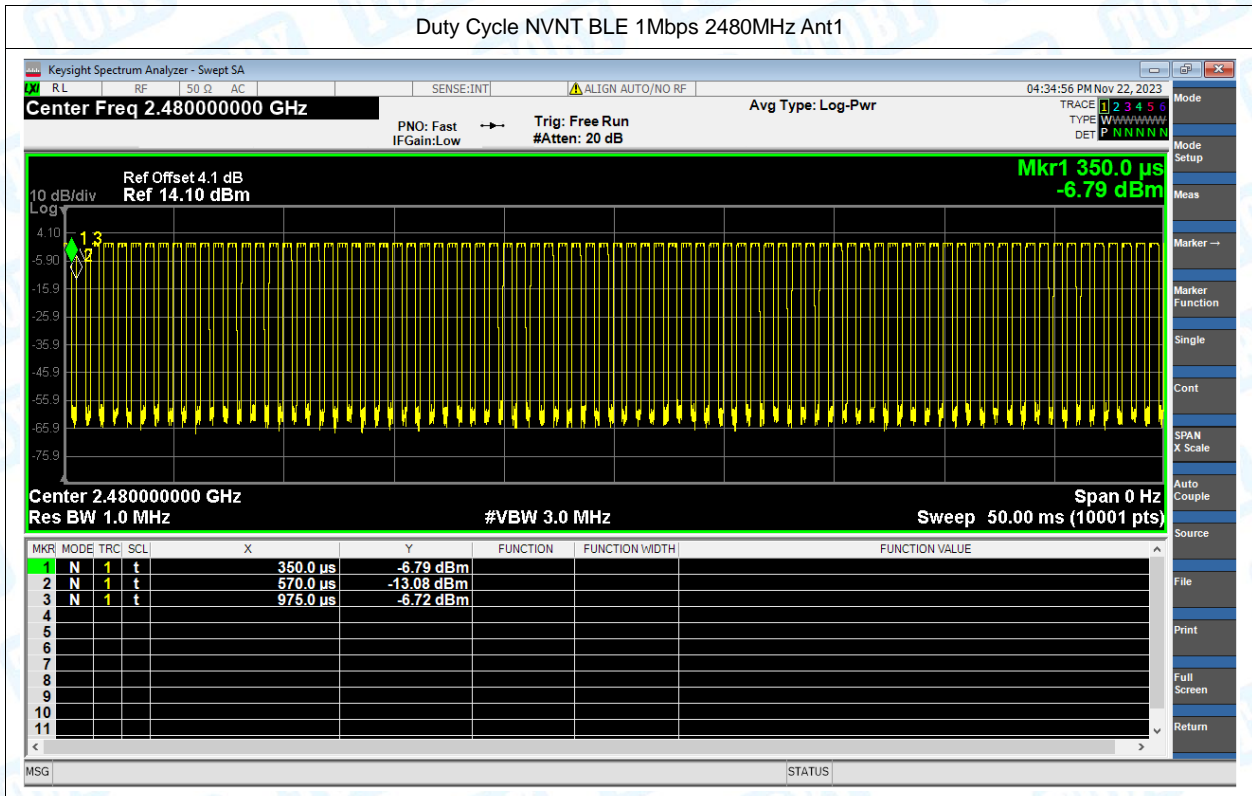 Duty Cycle NVNT BLE 1Mbps 2480MHz Ant1
Keysight Spectrum Analyzer - Swept SA
LXI RL RF 50 Ω AC SENSE:INT ALIGN AUTO/NO RF 04:34:56 PM Nov 22, 2023
Center Freq 2.480000000 GHz
PNO: Fast
IFGain:Low
Trig: Free Run
#Atten: 20 dB
Avg Type: Log-Pwr
TRACE 1 2 3 4 5 6
TYPE WWWWWW
DET P N N N N N
Ref Offset 4.1 dB
10 dB/div Ref 14.10 dBm
Log
Mkr1 350.0 µs
-6.79 dBm
1 3
2
4.10
-5.90
-15.9
-25.9
-35.9
-45.9
-55.9
-65.9
-75.9
Center 2.480000000 GHz Span 0 Hz
Res BW 1.0 MHz #VBW 3.0 MHz Sweep 50.00 ms (10001 pts)
MKR MODE TRC SCL X Y FUNCTION FUNCTION WIDTH FUNCTION VALUE
1 N 1 t 350.0 µs -6.79 dBm
2 N 1 t 570.0 µs -13.08 dBm
3 N 1 t 975.0 µs -6.72 dBm
4
5
6
7
8
9
10
11
MSG STATUS
Mode
Mode
Setup
Meas
Marker→
Marker
Function
Single
Cont
SPAN
X Scale
Auto
Couple
Source
File
Print
Full
Screen
Return
TOBY